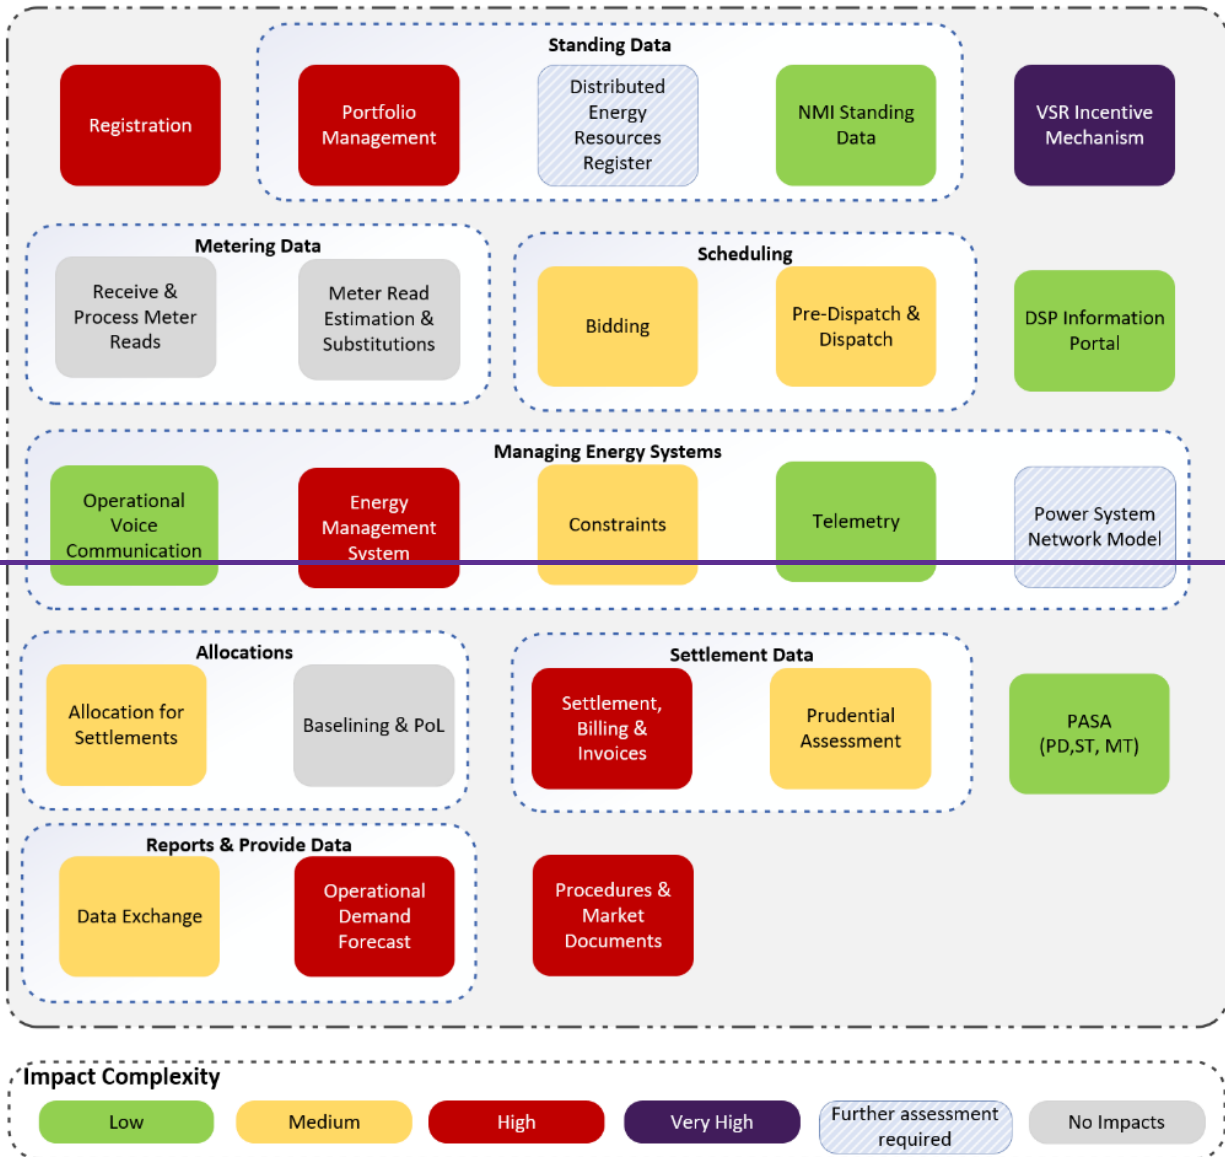 Standing Data
Registration
Portfolio
Management
Distributed
Energy
Resources
Register
NMI Standing
Data
VSR Incentive
Mechanism
Metering Data
Receive &
Process Meter
Reads
Meter Read
Estimation &
Substitutions
Scheduling
Bidding
Pre-Dispatch &
Dispatch
DSP Information
Portal
Managing Energy Systems
Operational
Voice
Communication
Energy
Management
System
Constraints
Telemetry
Power System
Network Model
Allocations
Allocation for
Settlements
Baselining & PoL
Settlement Data
Settlement,
Billing &
Invoices
Prudential
Assessment
PASA
(PD,ST, MT)
Reports & Provide Data
Data Exchange
Operational
Demand
Forecast
Procedures &
Market
Documents
Impact Complexity
Low
Medium
High
Very High
Further assessment
required
No Impacts